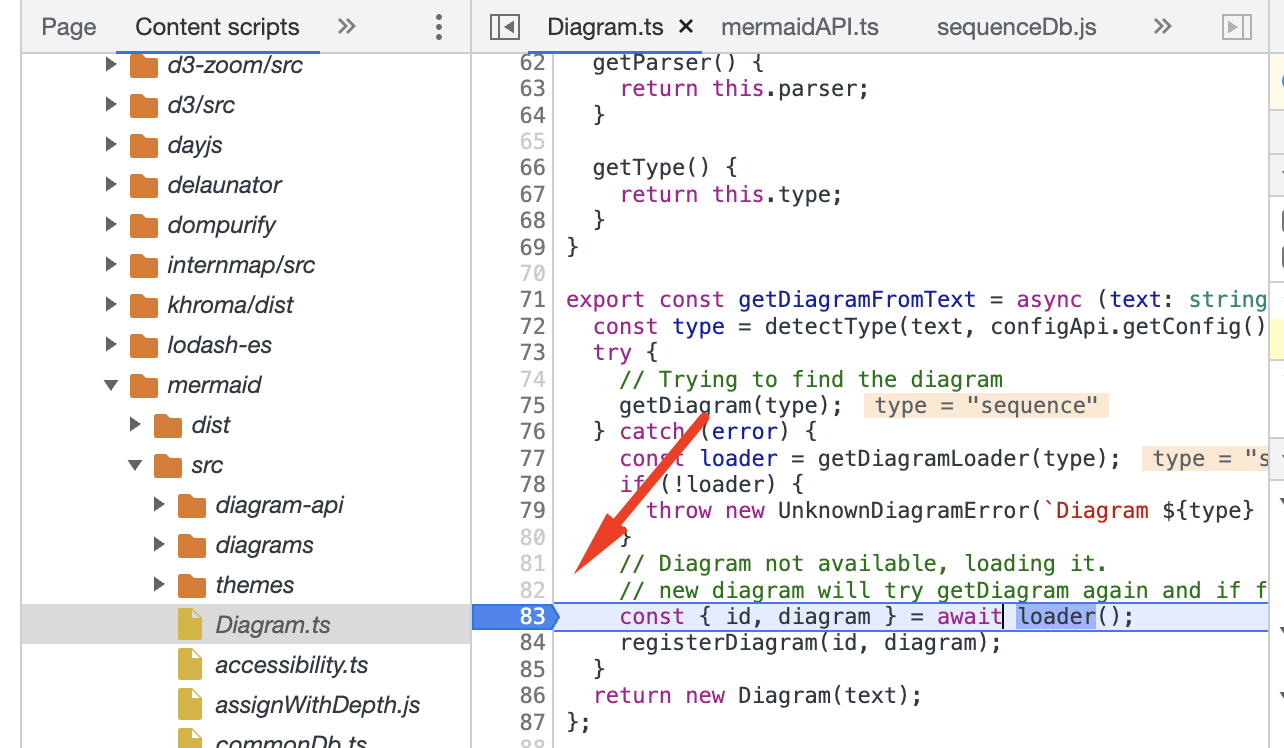 Page
Content scripts
Diagram.ts
mermaidAPI.ts
sequenceDb.js
d3-zoom/src
d3/src
dayjs
delaunator
dompurify
internmap/src
khroma/dist
lodash-es
mermaid
dist
src
diagram-api
diagrams
themes
Diagram.ts
accessibility.ts
assignWithDepth.js
commonDb.ts
62 getParser() {
63 return this.parser;
64 }
65
66 getType() {
67 return this.type;
68 }
69 }
70
71 export const getDiagramFromText = async (text: string
72 const type = detectType(text, configApi.getConfig()
73 try {
74 // Trying to find the diagram
75 getDiagram(type); type = "sequence"
76 } catch (error) {
77 const loader = getDiagramLoader(type); type = "s
78 if (!loader) {
79 throw new UnknownDiagramError(`Diagram ${type}
80 }
81 // Diagram not available, loading it.
82 // new diagram will try getDiagram again and if f
83 const { id, diagram } = await loader();
84 registerDiagram(id, diagram);
85 }
86 return new Diagram(text);
87 };
88